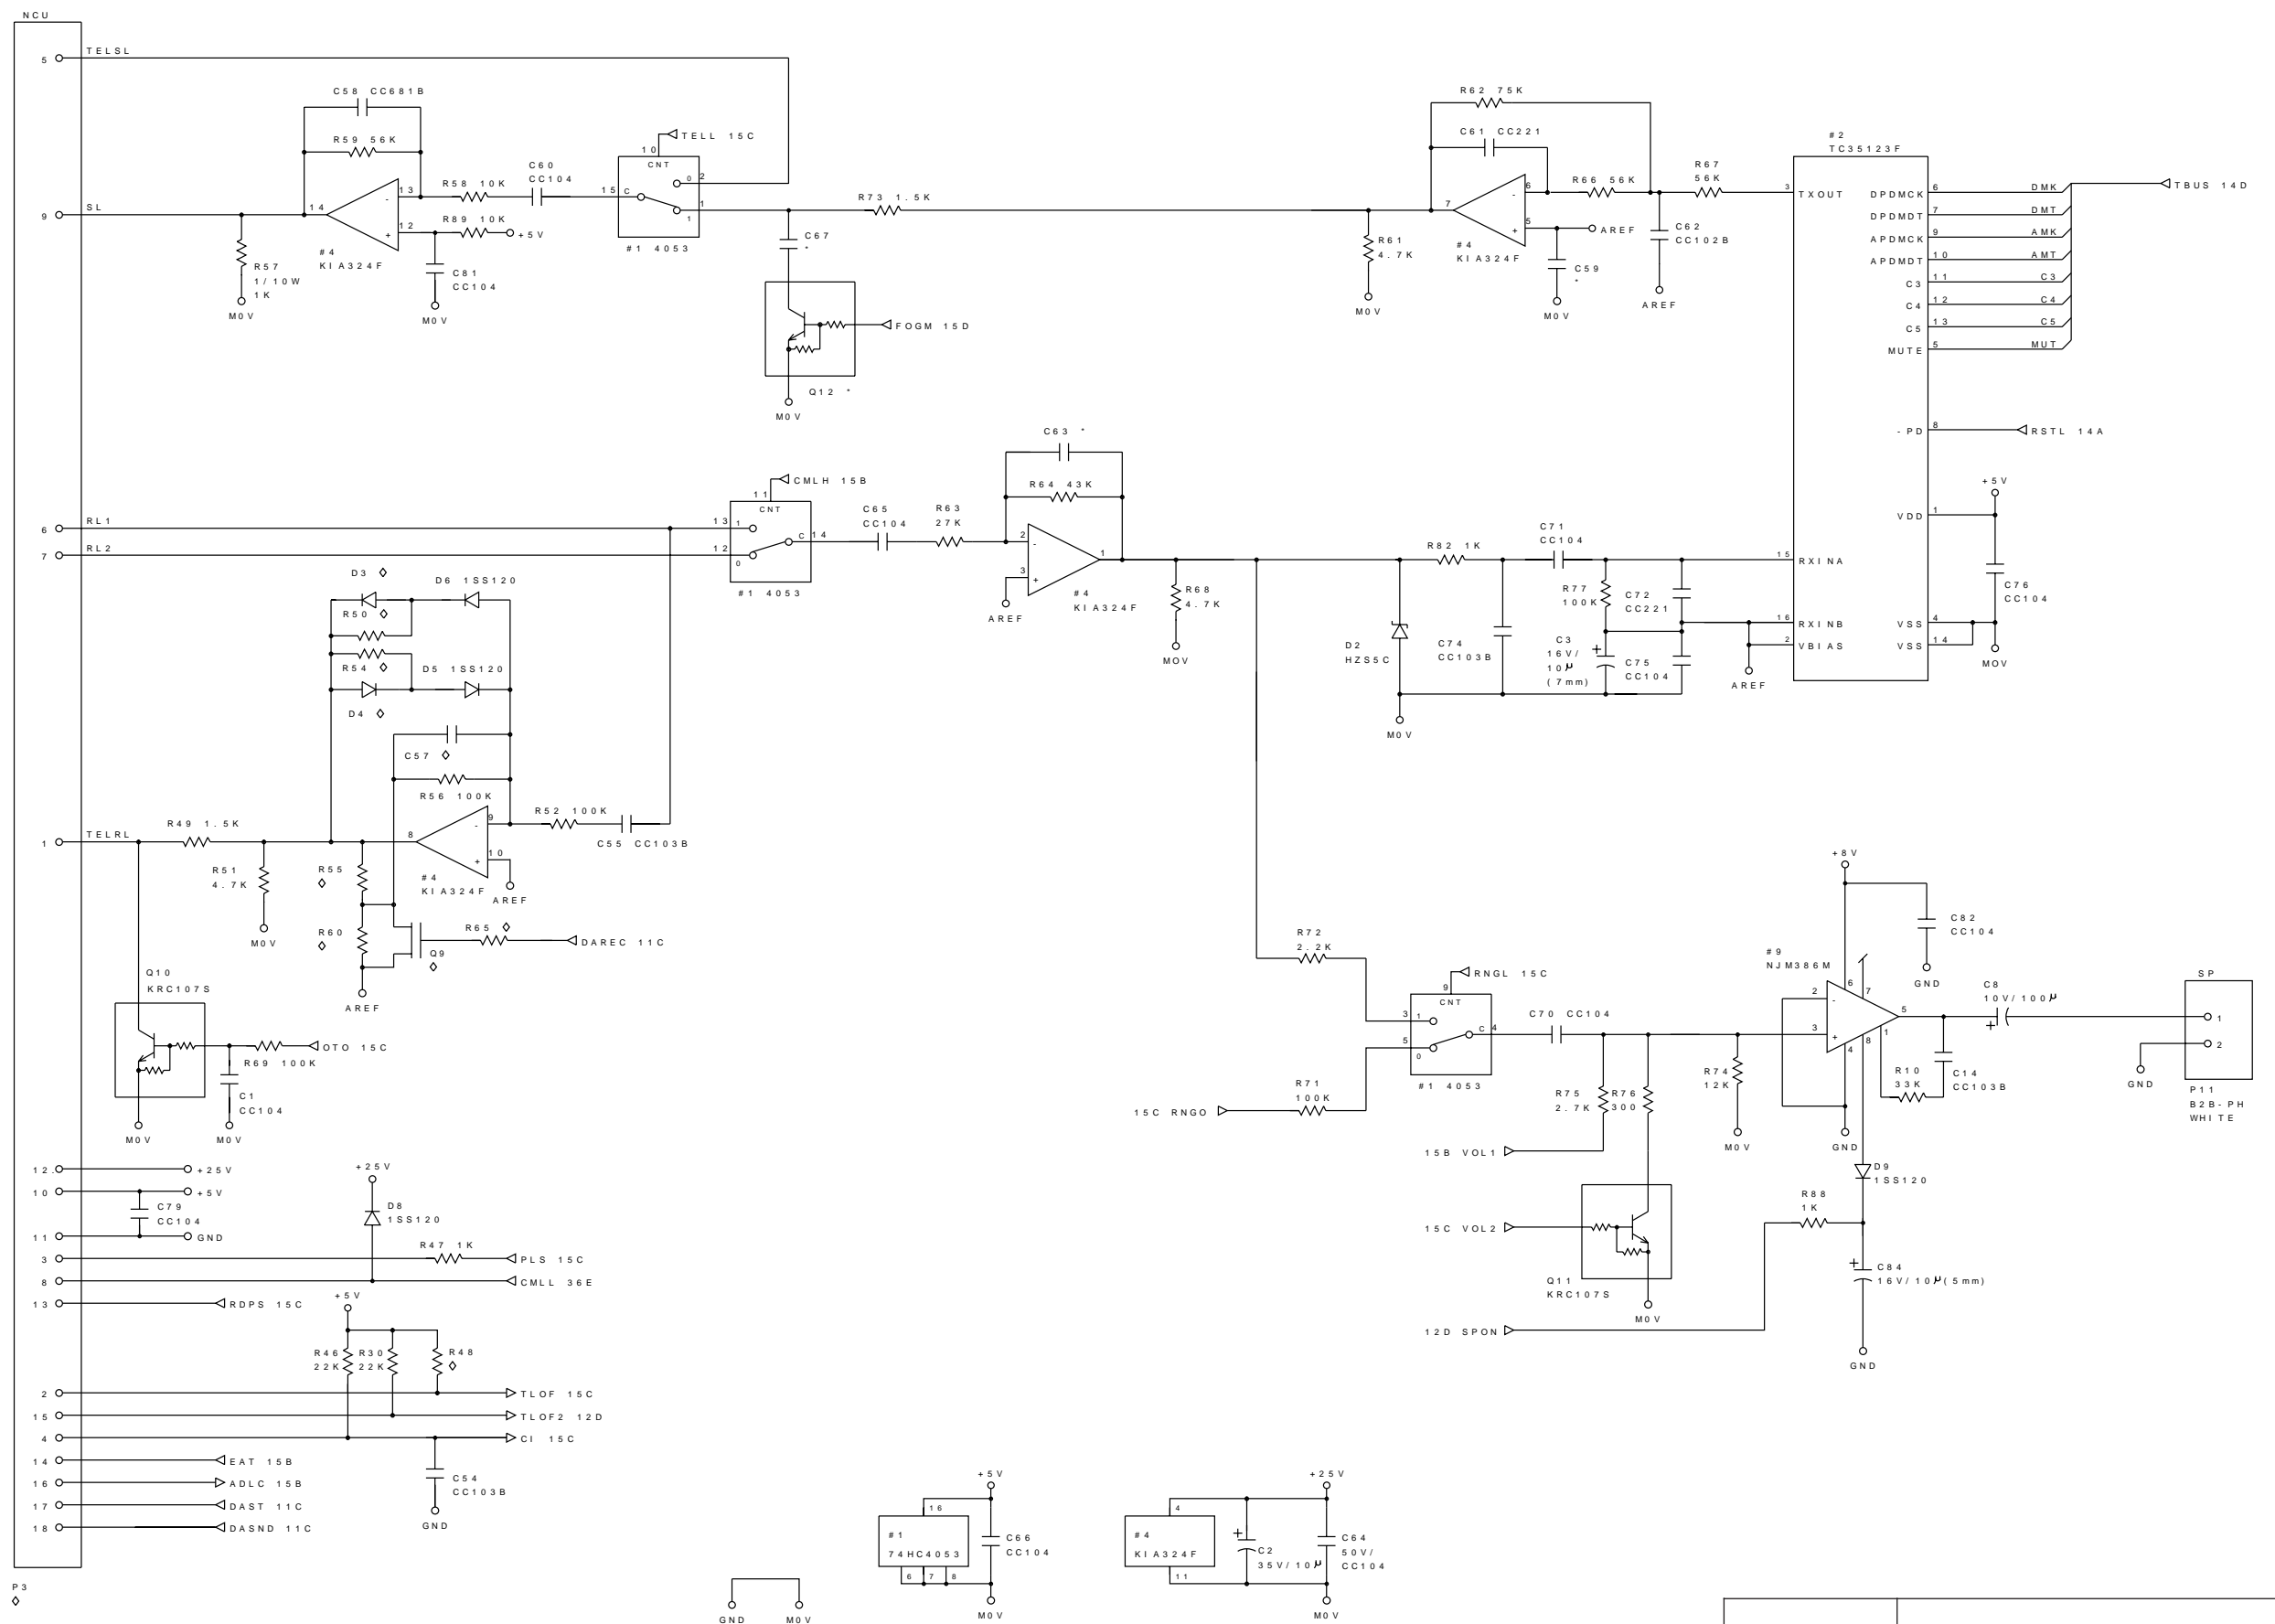 NCU
5 TELSL
C58 CC681B
R59 56K
TELL 15C
10
CNT
C60
CC104
R58 10K
13
14
12
15 C
0 2
1
1
R89 10K
+5V
9 SL
#4
KIA324F
C81
CC104
M0V
R57
1/10W
1K
M0V
#1 4053
R73 1.5K
C67
*
FOGM 15D
Q12 *
M0V
R62 75K
C61 CC221
R66 56K
R67
56K
6
7
5
AREF
#4
KIA324F
R61
4.7K
M0V
C59
*
M0V
C62
CC102B
AREF
#2
TC35123F
3 TXOUT
DPDMCK 6 DMK
TBUS 14D
DPDMDT 7 DMT
APDMCK 9 AMK
APDMDT 10 AMT
C3 11 C3
C4 12 C4
C5 13 C5
MUTE 5 MUT
-PD 8 RSTL 14A
+5V
VDD 1
15 RXINA
C76
CC104
16 RXINB
VSS 4
2 VBIAS
VSS 14
M0V
AREF
C63 *
R64 43K
CMLH 15B
11
CNT
6 RL1
13 1
C 14
7 RL2
12
0
#1 4053
C65
CC104
R63
27K
2
1
3
AREF
#4
KIA324F
R68
4.7K
M0V
R82 1K
C71
CC104
R77
100K
C72
CC221
D2
HZS5C
C74
CC103B
C3
16V/
10μ
(7mm)
C75
CC104
M0V
D3 ◊
D6 1SS120
R50 ◊
R54 ◊
D5 1SS120
D4 ◊
C57 ◊
R56 100K
R52 100K
C55 CC103B
9
8
10
AREF
#4
KIA324F
1 TELRL
R49 1.5K
R51
4.7K
M0V
R55
◊
R60
◊
R65 ◊
DAREC 11C
Q9
◊
AREF
Q10
KRC107S
OTO 15C
R69 100K
C1
CC104
M0V
M0V
R72
2.2K
RNGL 15C
9
CNT
3 1
C 4
5
0
#1 4053
R71
100K
15C RNGO
C70 CC104
R75
2.7K
R76
300
R74
12K
M0V
15B VOL1
15C VOL2
Q11
KRC107S
M0V
12D SPON
+8V
C82
CC104
GND
#9
NJM386M
2
6
7
5
3
1
4
8
C8
10V/100μ
R10
33K
C14
CC103B
GND
D9
1SS120
R88
1K
C84
16V/10μ(5mm)
GND
SP
1
2
GND
P11
B2B-PH
WHITE
12. +25V
10 +5V
C79
CC104
11 GND
+25V
D8
1SS120
R47 1K
3 PLS 15C
8 CMLL 36E
13 RDPS 15C
+5V
R46
22K
R30
22K
R48
◊
2 TLOF 15C
15 TLOF2 12D
4 CI 15C
14 EAT 15B
16 ADLC 15B
17 DAST 11C
18 DASND 11C
C54
CC103B
GND
P3
◊
GND M0V
+5V
16
#1
74HC4053
6 7 8
C66
CC104
M0V
+25V
4
#4
KIA324F
11
C2
35V/10μ
C64
50V/
CC104
M0V